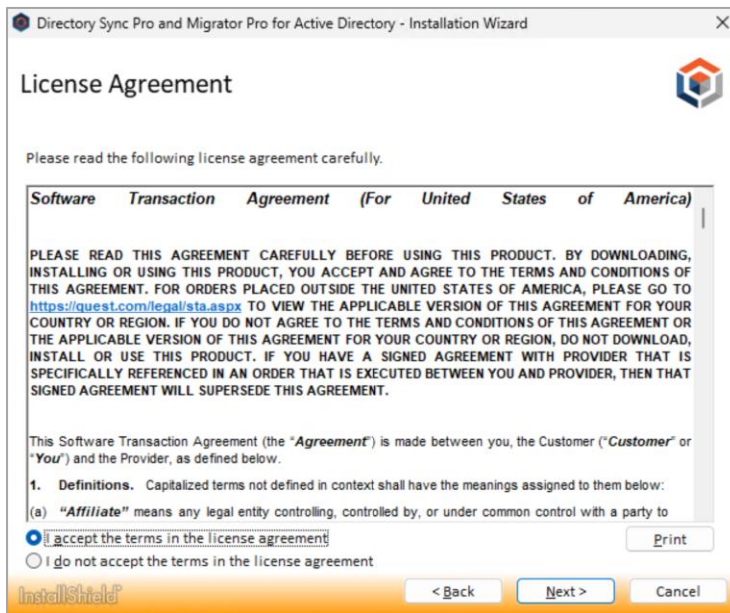 Directory Sync Pro and Migrator Pro for Active Directory - Installation Wizard
License Agreement
Please read the following license agreement carefully.
Software Transaction Agreement (For United States of America)
PLEASE READ THIS AGREEMENT CAREFULLY BEFORE USING THIS PRODUCT. BY DOWNLOADING,
INSTALLING OR USING THIS PRODUCT, YOU ACCEPT AND AGREE TO THE TERMS AND CONDITIONS OF
THIS AGREEMENT. FOR ORDERS PLACED OUTSIDE THE UNITED STATES OF AMERICA, PLEASE GO TO
https://quest.com/legal/sta.aspx TO VIEW THE APPLICABLE VERSION OF THIS AGREEMENT FOR YOUR
COUNTRY OR REGION. IF YOU DO NOT AGREE TO THE TERMS AND CONDITIONS OF THIS AGREEMENT OR
THE APPLICABLE VERSION OF THIS AGREEMENT FOR YOUR COUNTRY OR REGION, DO NOT DOWNLOAD,
INSTALL OR USE THIS PRODUCT. IF YOU HAVE A SIGNED AGREEMENT WITH PROVIDER THAT IS
SPECIFICALLY REFERENCED IN AN ORDER THAT IS EXECUTED BETWEEN YOU AND PROVIDER, THEN THAT
SIGNED AGREEMENT WILL SUPERSEDE THIS AGREEMENT.
This Software Transaction Agreement (the “Agreement”) is made between you, the Customer (“Customer” or
“You”) and the Provider, as defined below.
1. Definitions. Capitalized terms not defined in context shall have the meanings assigned to them below:
(a) “Affiliate” means any legal entity controlling, controlled by, or under common control with a party to
I accept the terms in the license agreement
Print
I do not accept the terms in the license agreement
InstallShield
< Back
Next >
Cancel